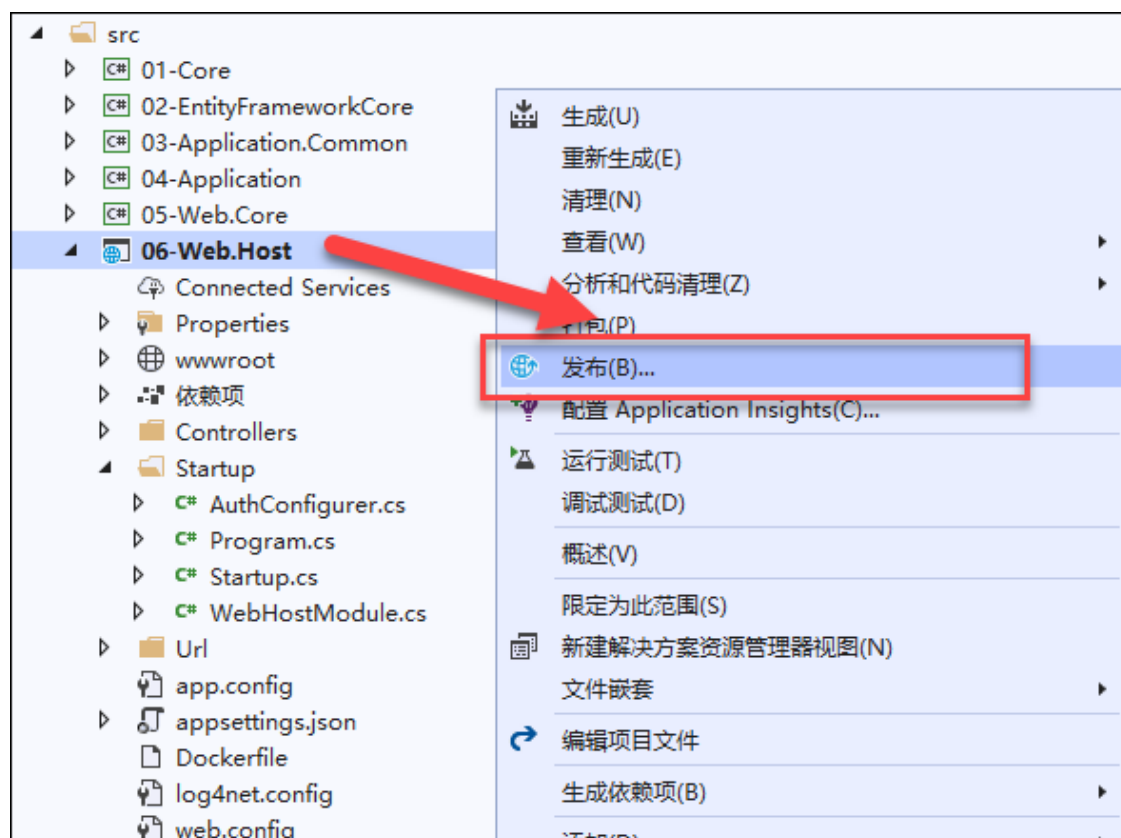 src
C# 01-Core
C# 02-EntityFrameworkCore
C# 03-Application.Common
C# 04-Application
C# 05-Web.Core
06-Web.Host
Connected Services
Properties
wwwroot
依赖项
Controllers
Startup
C# AuthConfigurer.cs
C# Program.cs
C# Startup.cs
C# WebHostModule.cs
Url
app.config
appsettings.json
Dockerfile
log4net.config
web.config
生成(U)
重新生成(E)
清理(N)
查看(W)
分析和代码清理(Z)
打包(P)
发布(B)...
配置 Application Insights(C)...
运行测试(T)
调试测试(D)
概述(V)
限定为此范围(S)
新建解决方案资源管理器视图(N)
文件嵌套
编辑项目文件
生成依赖项(B)